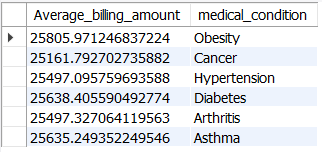 Average_billing_amount medical_condition
25805.971246837224 Obesity
25161.792702735882 Cancer
25497.095759693588 Hypertension
25638.405590492774 Diabetes
25497.327064119563 Arthritis
25635.249352249546 Asthma